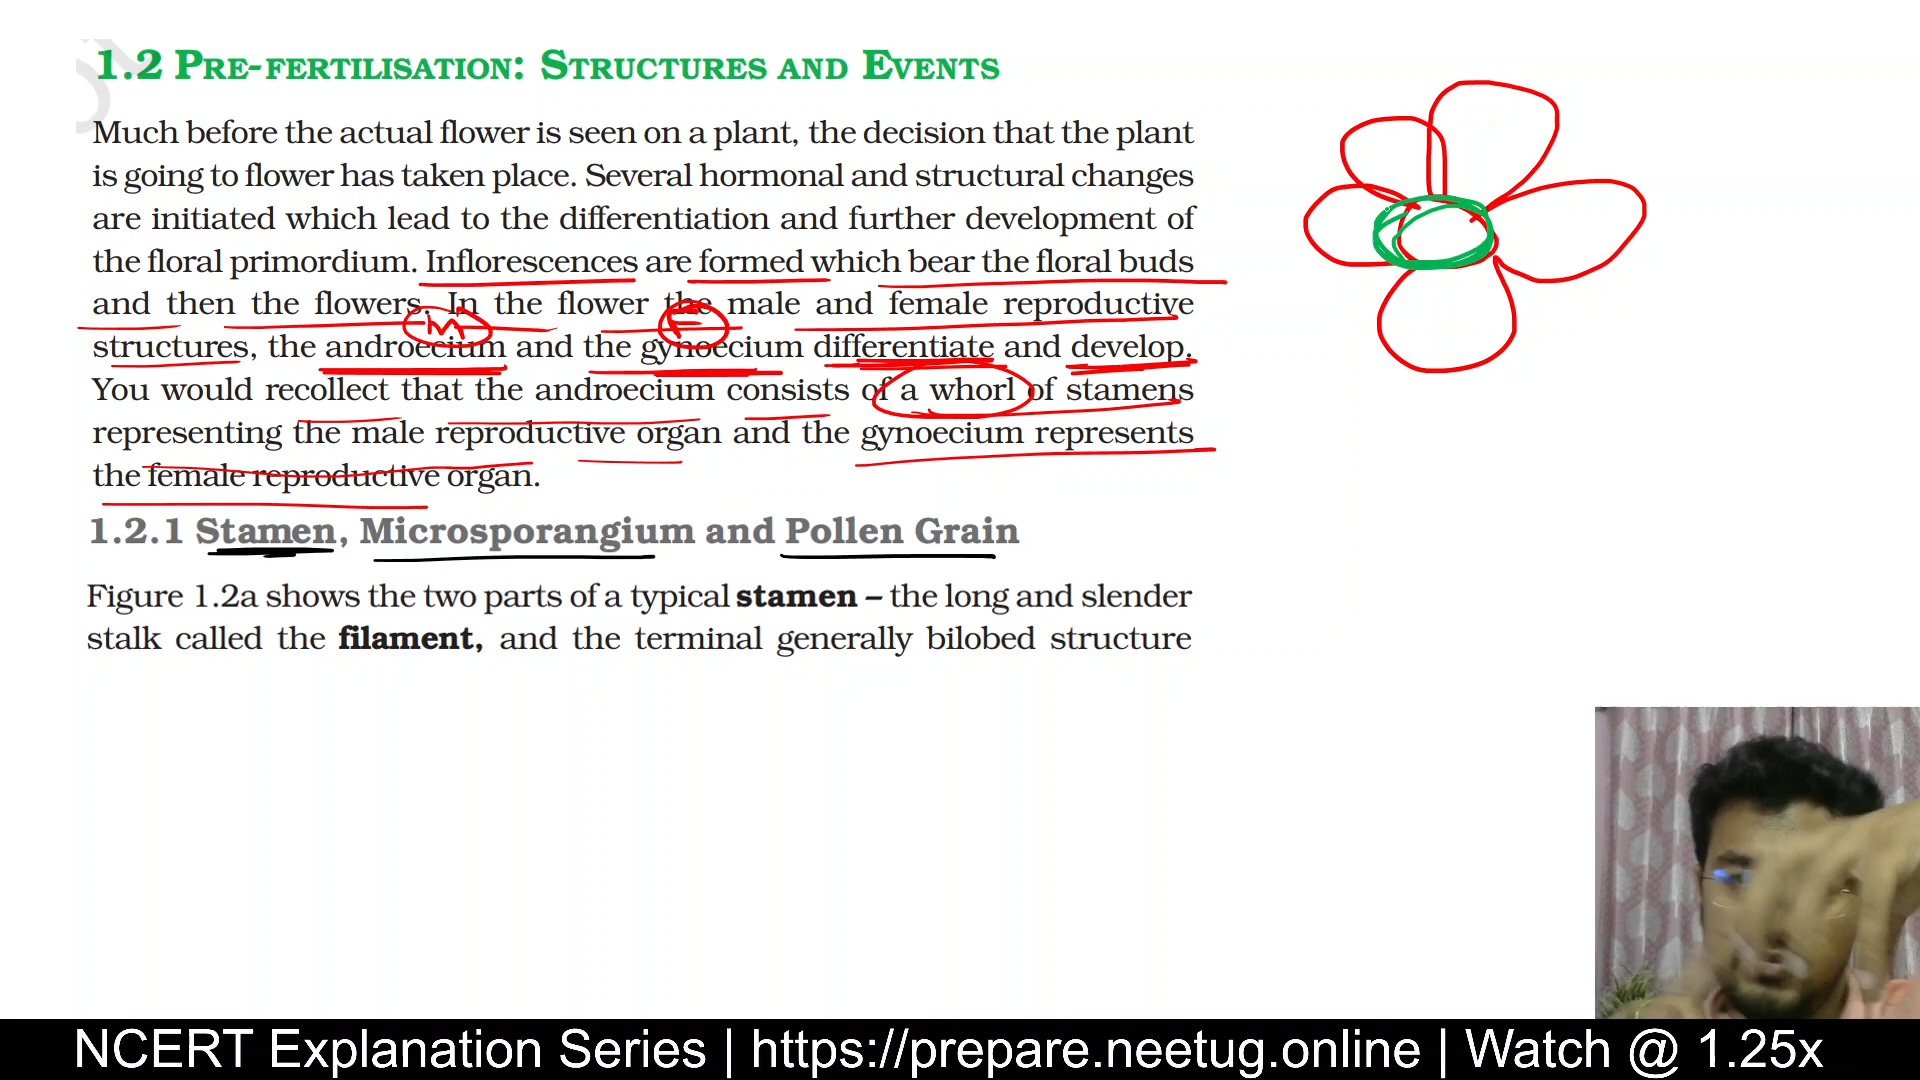 1.2 PRE-FERTILISATION: STRUCTURES AND EVENTS
Much before the actual flower is seen on a plant, the decision that the plant
is going to flower has taken place. Several hormonal and structural changes
are initiated which lead to the differentiation and further development of
the floral primordium. Inflorescences are formed which bear the floral buds
and then the flowers. In the flower the male and female reproductive
M F
structures, the androecium and the gynoecium differentiate and develop.
You would recollect that the androecium consists of a whorl of stamens
representing the male reproductive organ and the gynoecium represents
the female reproductive organ.
1.2.1 Stamen, Microsporangium and Pollen Grain
Figure 1.2a shows the two parts of a typical stamen – the long and slender
stalk called the filament, and the terminal generally bilobed structure
NCERT Explanation Series | https://prepare.neetug.online | Watch @ 1.25x